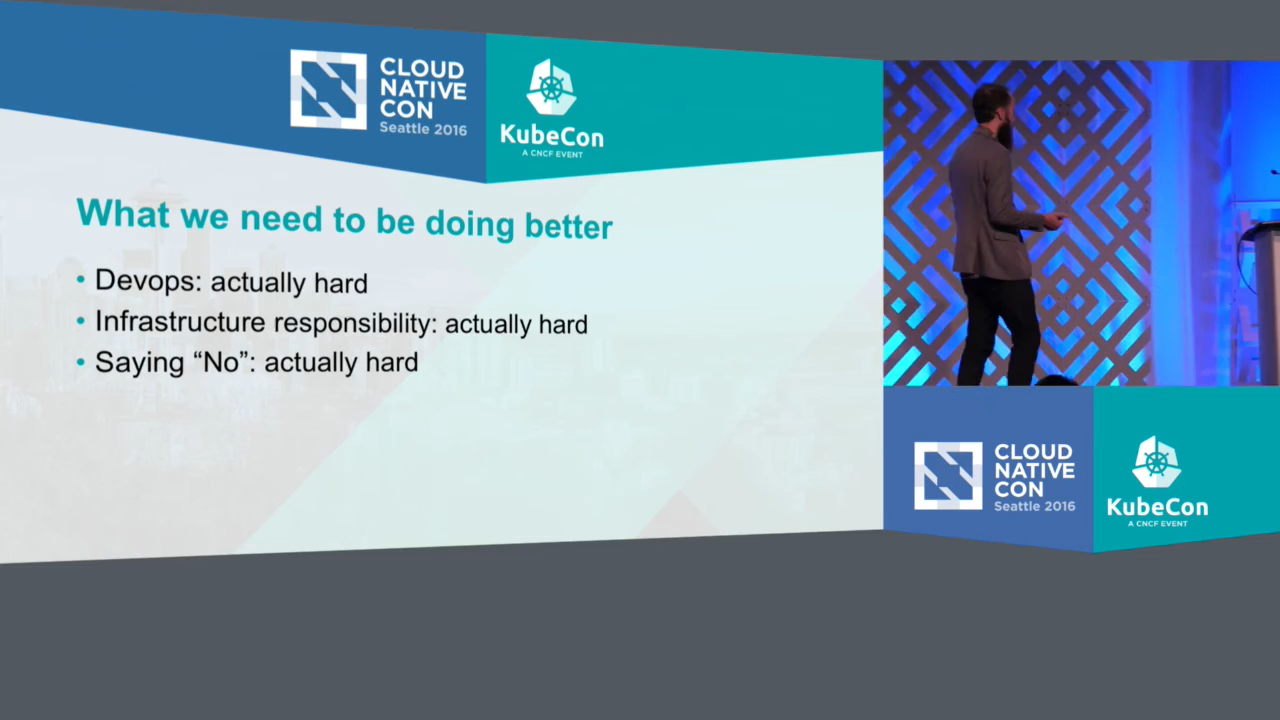 CLOUD
NATIVE
CON
Seattle 2016
KubeCon
A CNCF EVENT
What we need to be doing better
• Devops: actually hard
• Infrastructure responsibility: actually hard
• Saying “No”: actually hard
CLOUD
NATIVE
CON
Seattle 2016
KubeCon
A CNCF EVENT